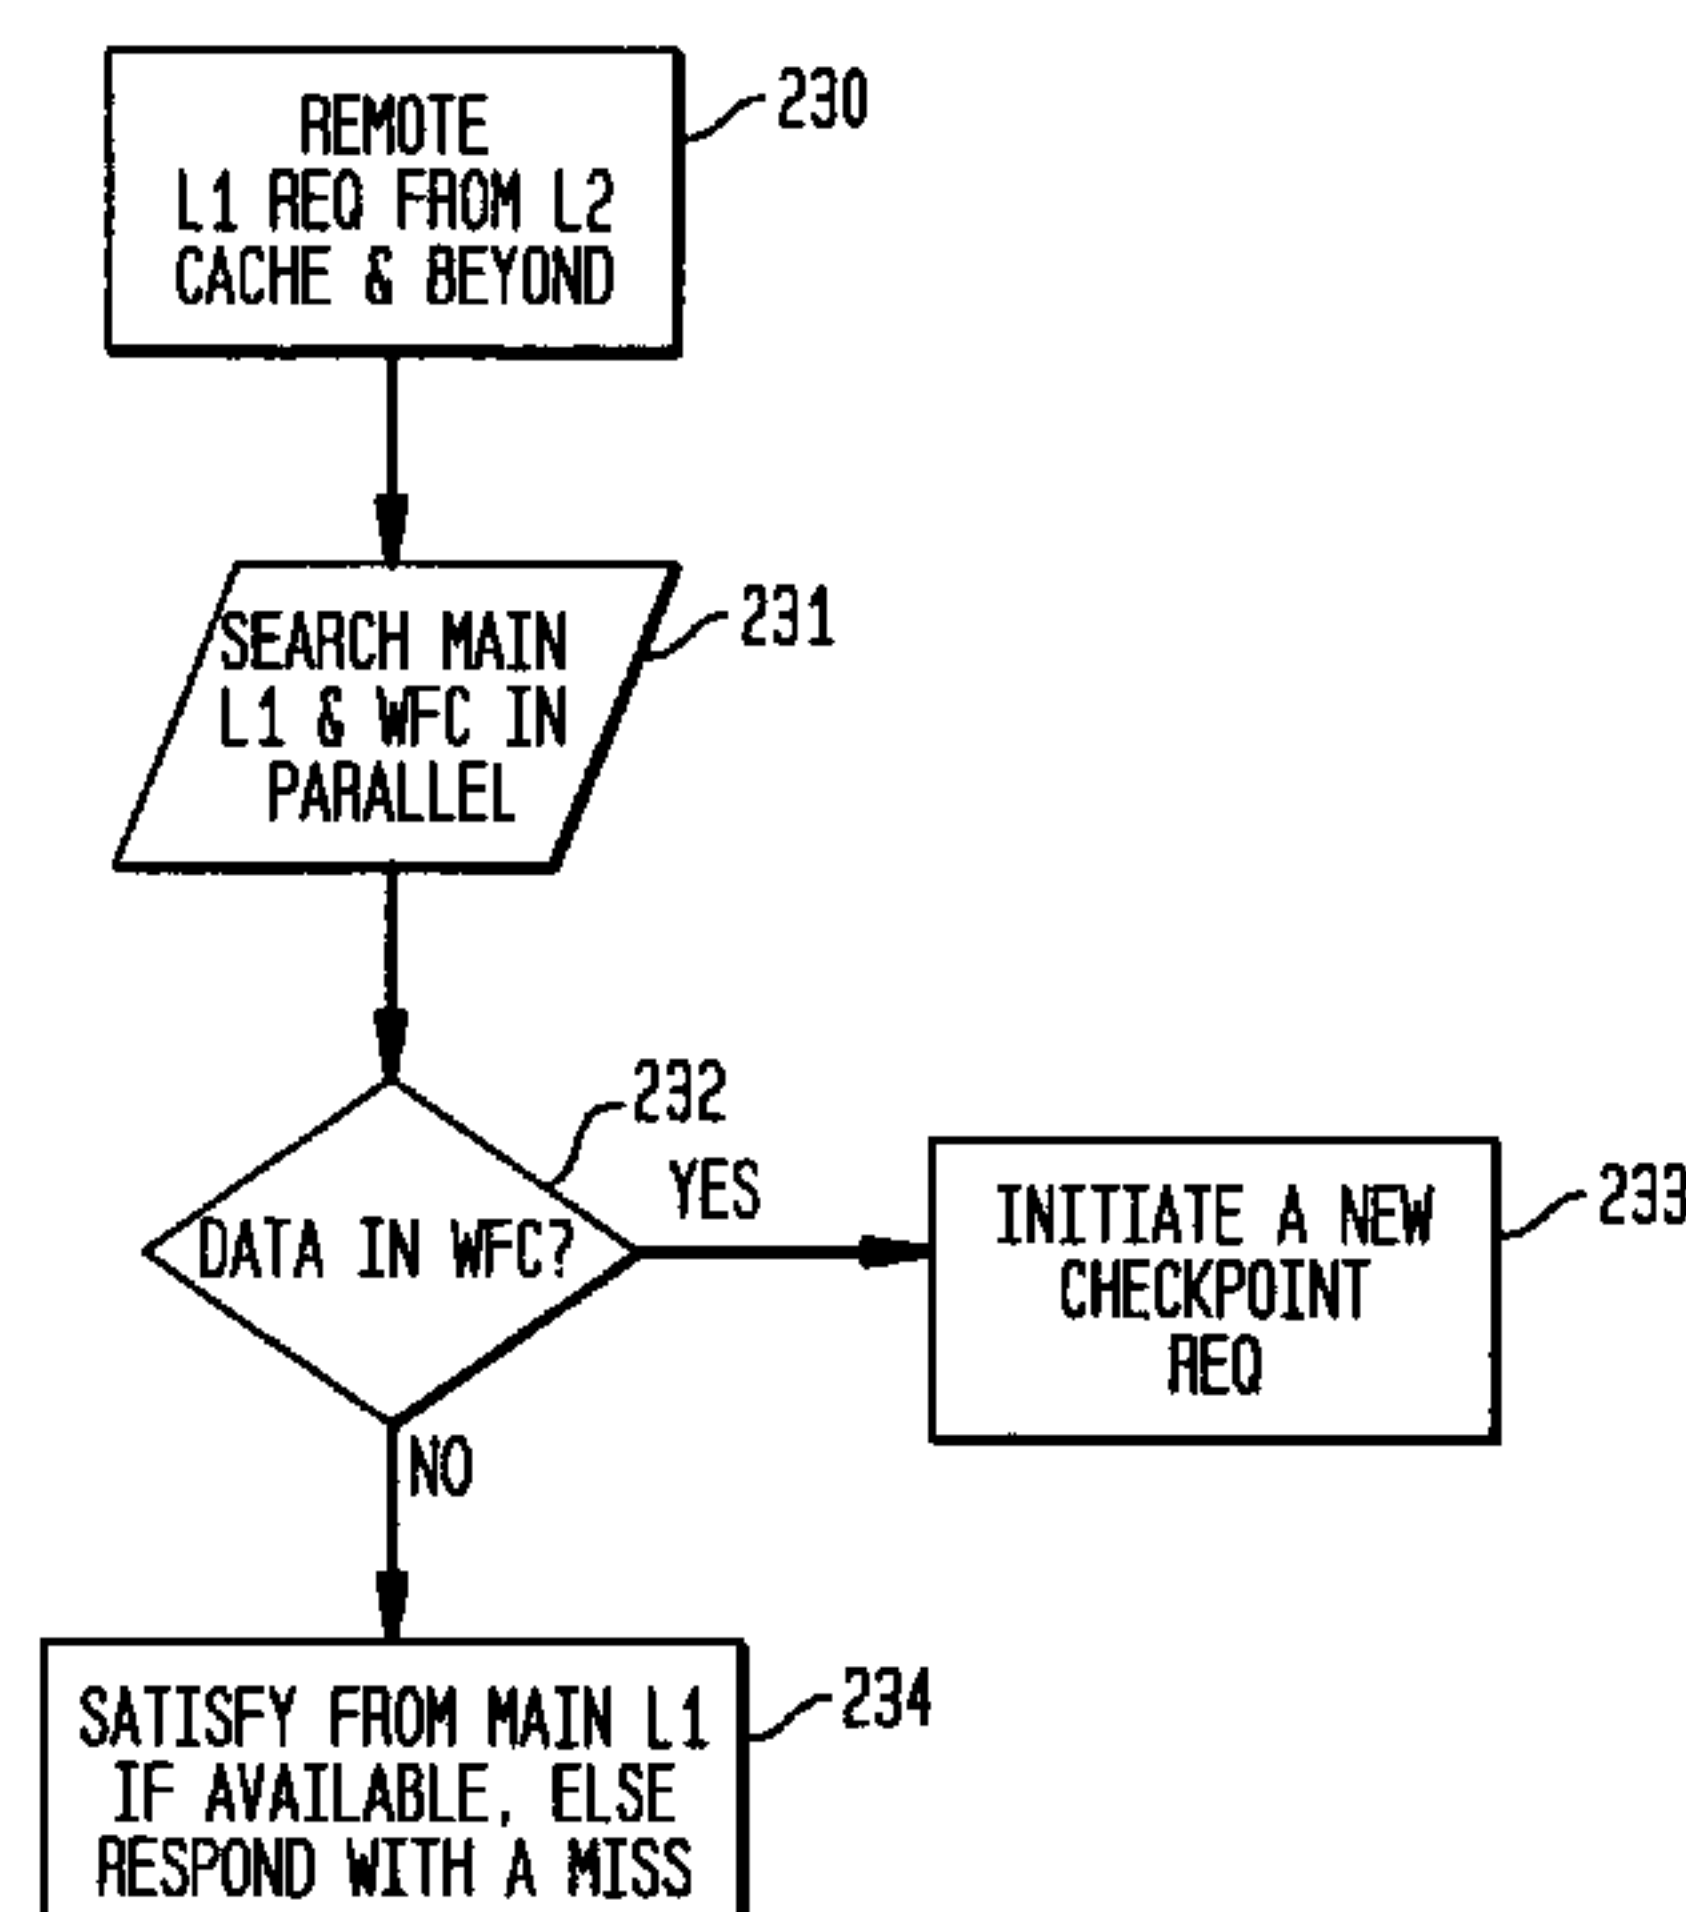 REMOTE
L1 REQ FROM L2
CACHE & BEYOND
230
SEARCH MAIN
L1 & WFC IN
PARALLEL
231
DATA IN WFC?
232
YES
INITIATE A NEW
CHECKPOINT
REQ
233
NO
SATISFY FROM MAIN L1
IF AVAILABLE, ELSE
RESPOND WITH A MISS
234